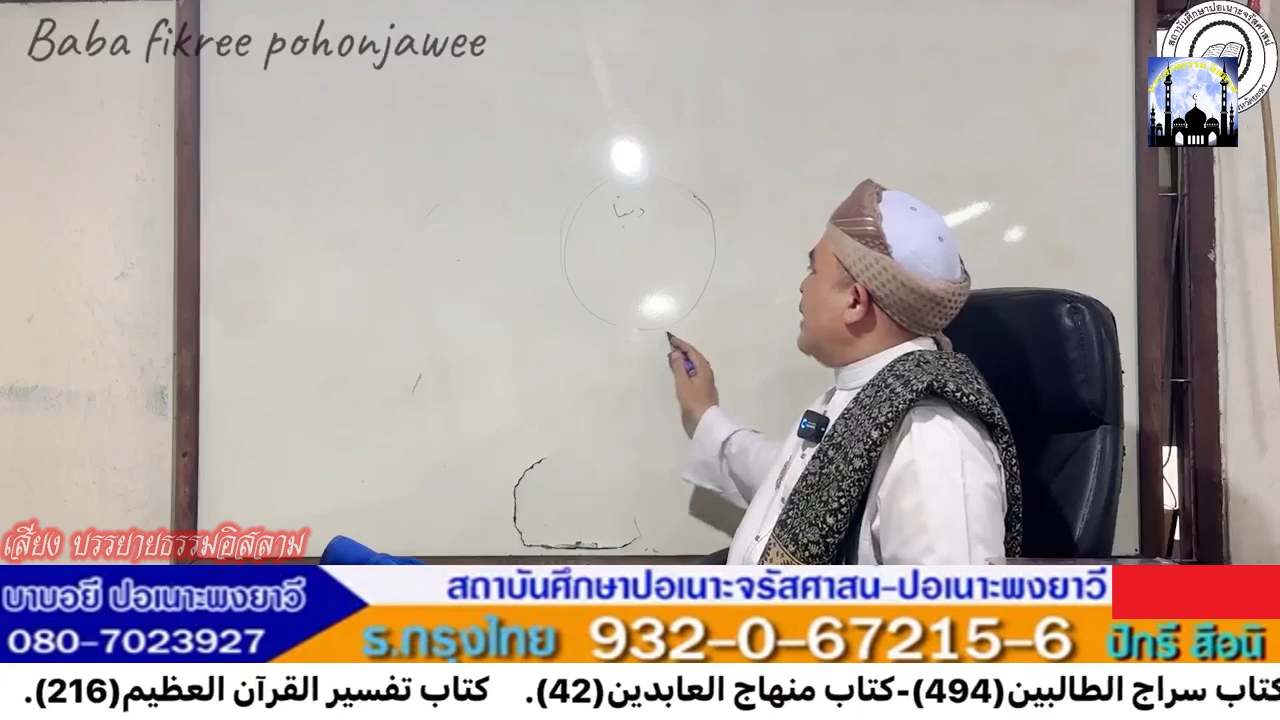 Baba fikree pohonjawee
دنيا
เสียง บรรยายธรรมอิสลาม
บาบอยี ปอเนาะพงยาวี
080-7023927
สถาบันศึกษาปอเนาะจรัสศาสน-ปอเนาะพงยาวี
ธ.กรุงไทย 932-0-67215-6 ปิกรี สือนิ
كتاب سراج الطالبين(494)-كتاب منهاج العابدين(42). كتاب تفسير القرآن العظيم(216).